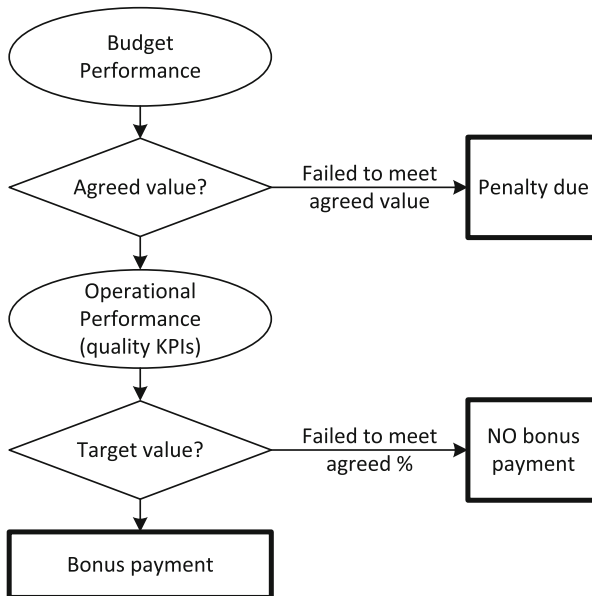 Budget
Performance
Agreed value?
Failed to meet
agreed value
Penalty due
Operational
Performance
(quality KPIs)
Target value?
Failed to meet
agreed %
NO bonus
payment
Bonus payment